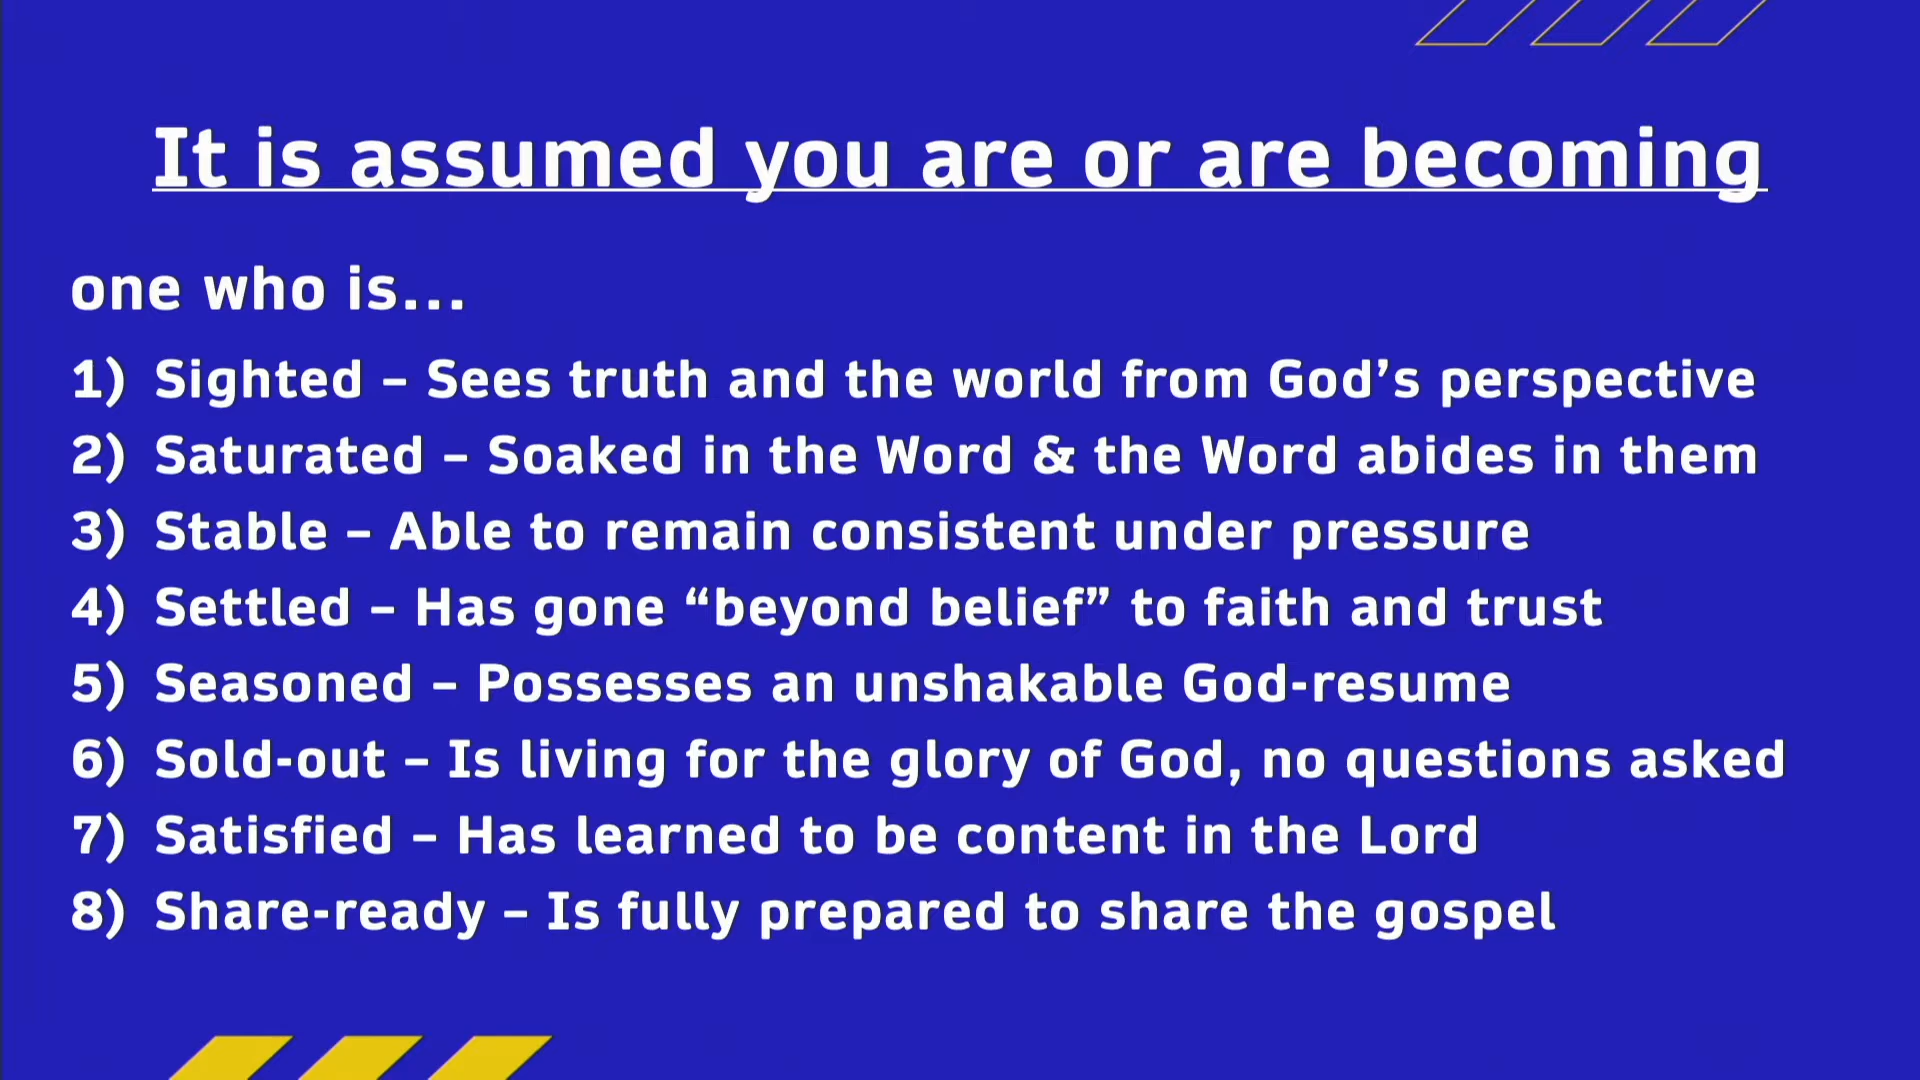 It is assumed you are or are becoming
one who is...
1) Sighted – Sees truth and the world from God’s perspective
2) Saturated – Soaked in the Word & the Word abides in them
3) Stable – Able to remain consistent under pressure
4) Settled – Has gone “beyond belief” to faith and trust
5) Seasoned – Possesses an unshakable God-resume
6) Sold-out – Is living for the glory of God, no questions asked
7) Satisfied – Has learned to be content in the Lord
8) Share-ready – Is fully prepared to share the gospel